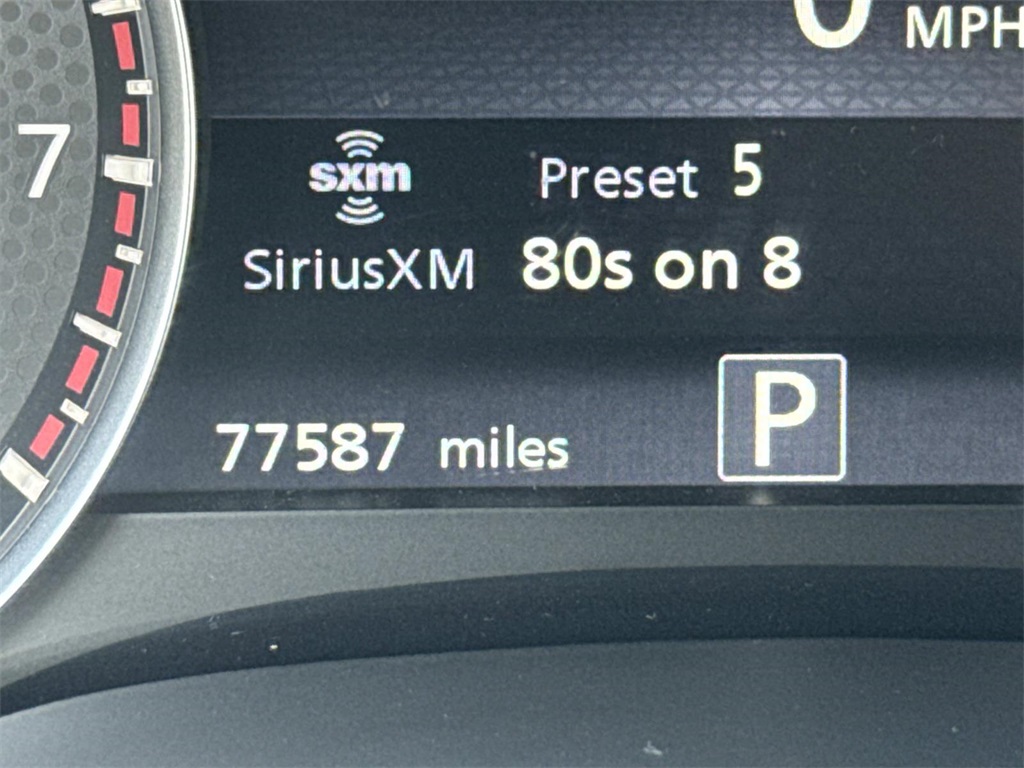 0 MPH
7
sxm
Preset 5
SiriusXM 80s on 8
P
77587 miles